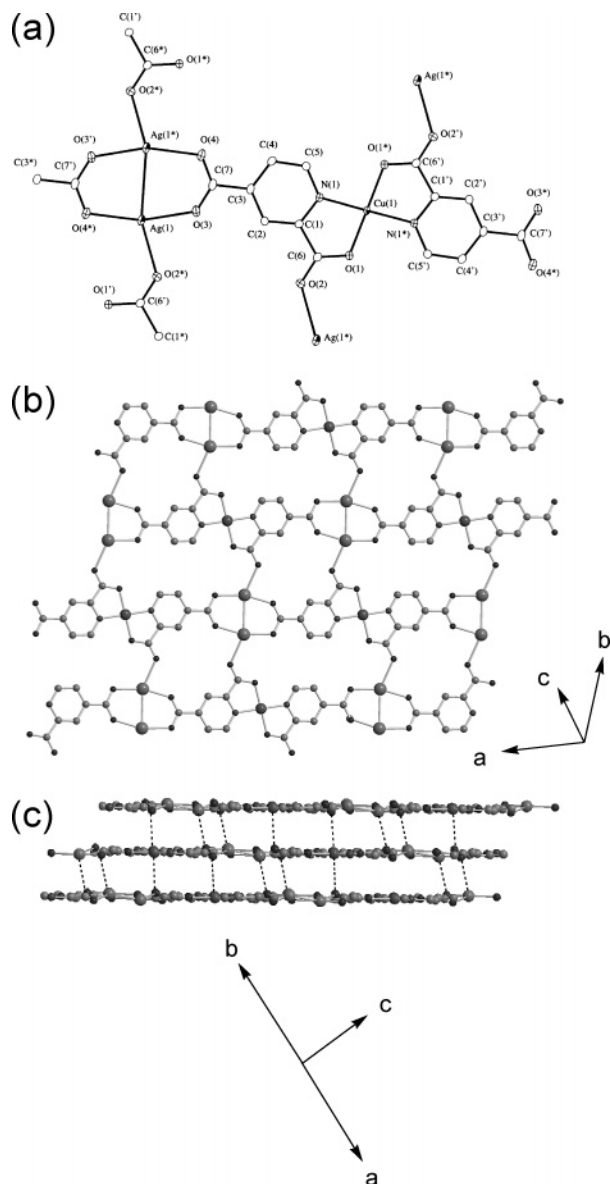 (a)
C(1')
C(6*)
O(1*)
O(2*)
Ag(1*)
O(3')
Ag(1*)
O(4)
C(4)
C(5)
O(1*)
O(2')
C(6')
C(3*)
C(7')
C(7)
C(3)
N(1)
Cu(1)
C(1')
C(2')
O(3*)
O(4*)
Ag(1)
O(3)
C(2)
C(1)
N(1*)
C(3')
C(7')
O(2*)
C(6)
O(1)
C(5')
C(4')
O(4*)
O(1')
C(6')
O(2)
C(1*)
Ag(1*)
(b)
b
c
a
(c)
b
c
a